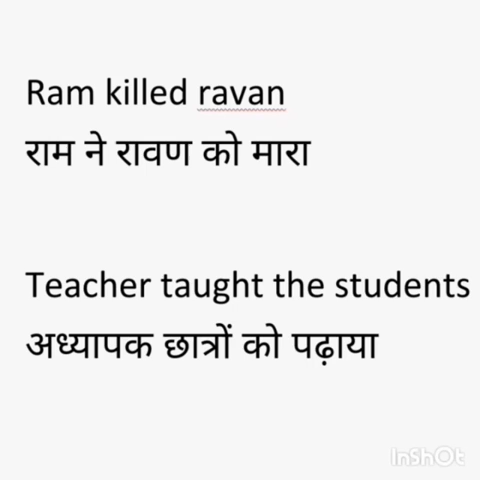 Ram killed ravan
राम ने रावण को मारा
Teacher taught the students
अध्यापक छात्रों को पढ़ाया
InShOt